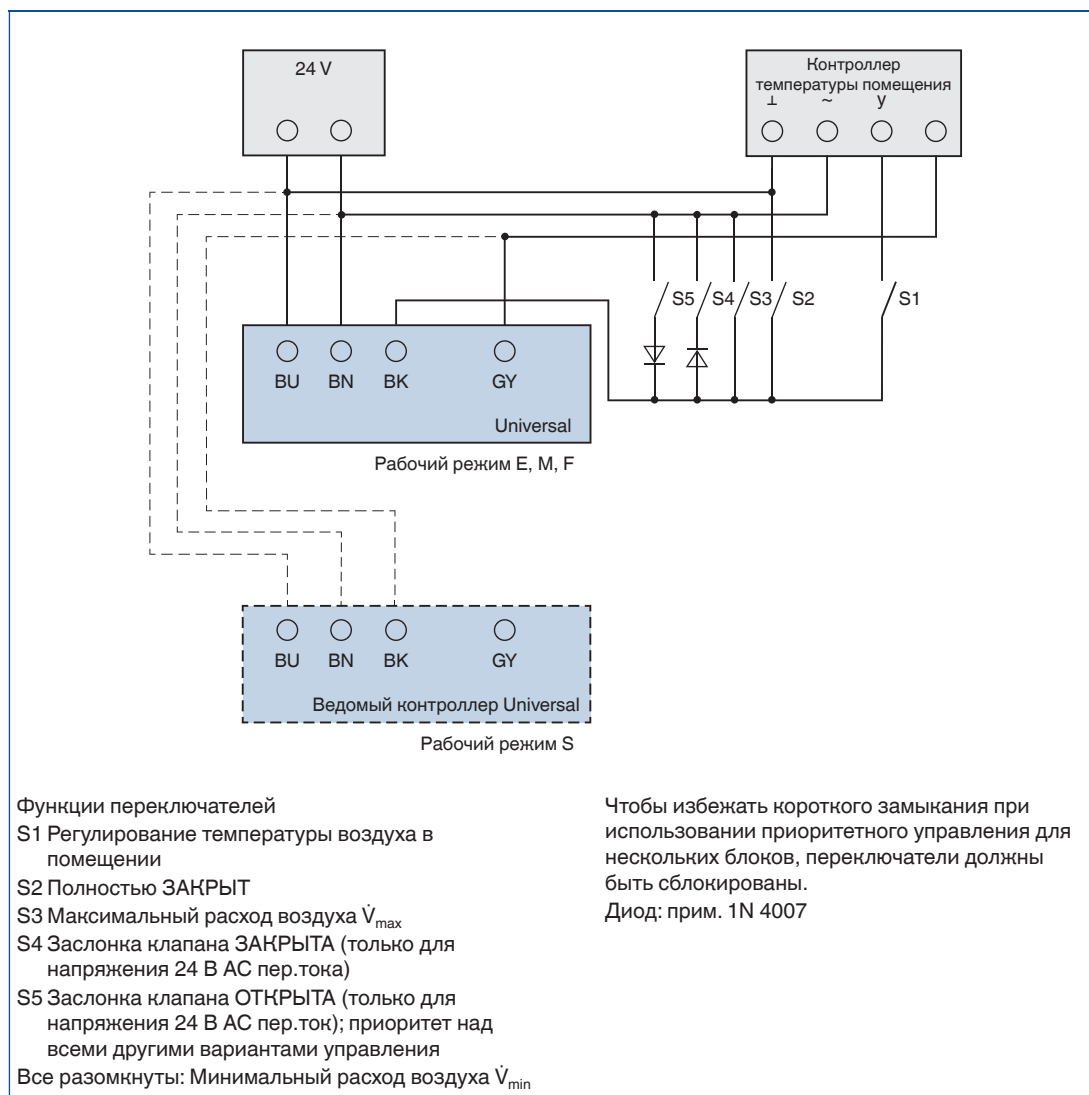 24 V
Контроллер
температуры помещения
⊥ ~ y
S5 S4 S3 S2 S1
BU BN BK GY
Universal
Рабочий режим E, M, F
BU BN BK GY
Ведомый контроллер Universal
Рабочий режим S
Функции переключателей
S1 Регулирование температуры воздуха в
помещении
S2 Полностью ЗАКРЫТ
S3 Максимальный расход воздуха V̇max
S4 Заслонка клапана ЗАКРЫТА (только для
напряжения 24 В AC пер.тока)
S5 Заслонка клапана ОТКРЫТА (только для
напряжения 24 В AC пер.ток); приоритет над
всеми другими вариантами управления
Все разомкнуты: Минимальный расход воздуха V̇min
Чтобы избежать короткого замыкания при
использовании приоритетного управления для
нескольких блоков, переключатели должны
быть сблокированы.
Диод: прим. 1N 4007